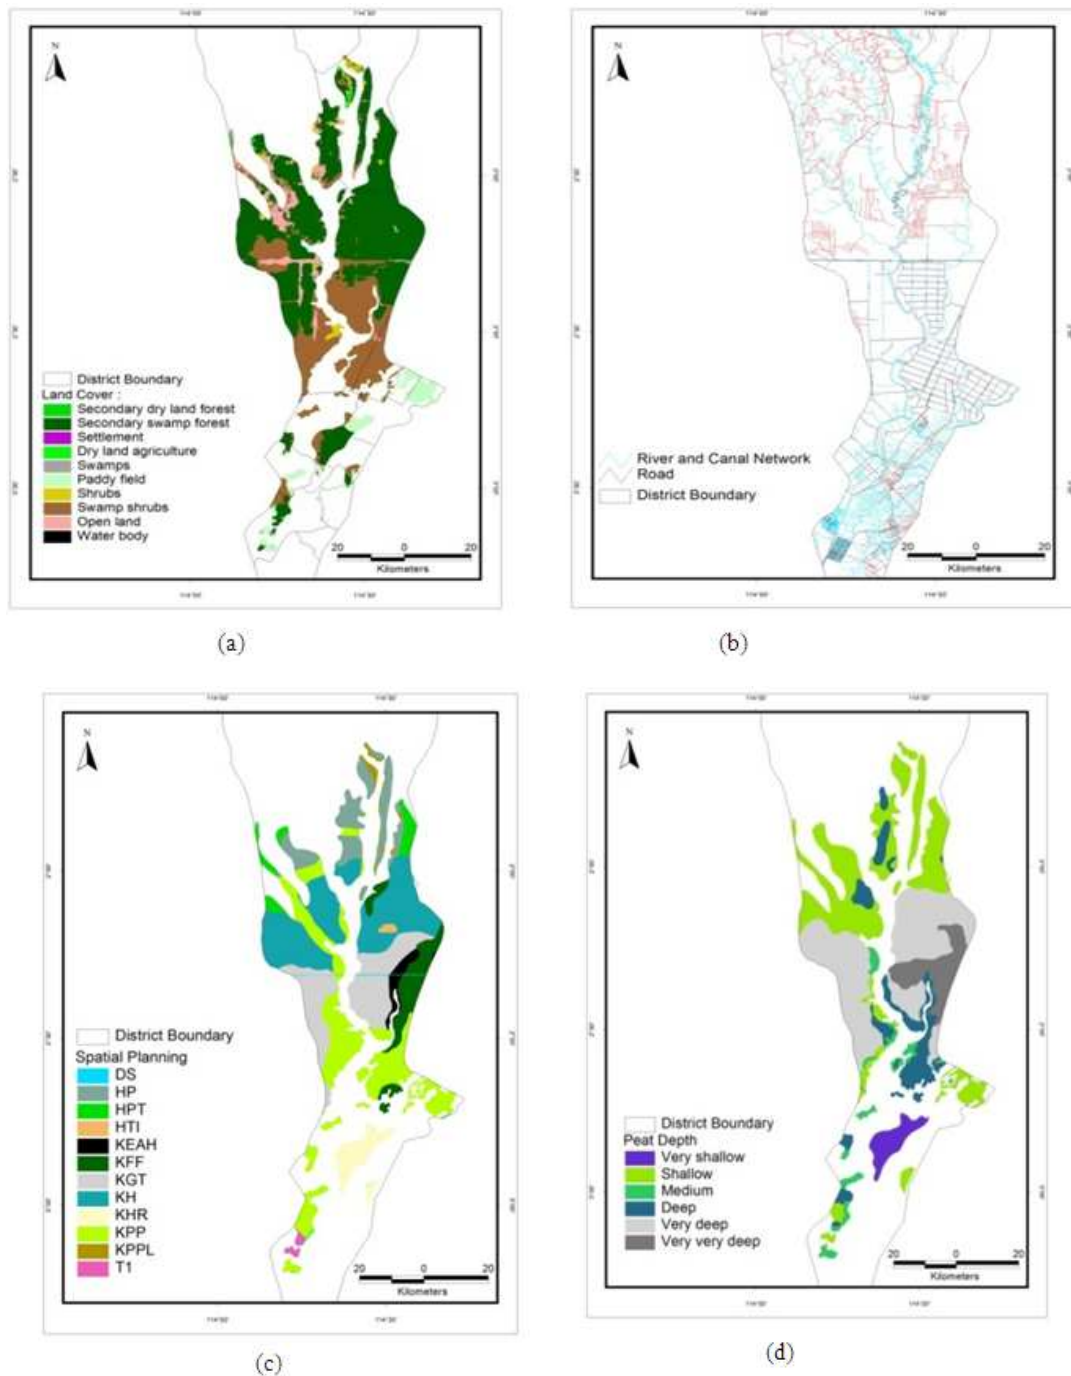 N
District Boundary
Land Cover :
Secondary dry land forest
Secondary swamp forest
Settlement
Dry land agriculture
Swamps
Paddy field
Shrubs
Swamp shrubs
Open land
Water body
20 0 20
Kilometers
(a)
N
River and Canal Network
Road
District Boundary
20 0 20
Kilometers
(b)
N
District Boundary
Spatial Planning
DS
HP
HPT
HTI
KEAH
KFF
KGT
KH
KHR
KPP
KPPL
T1
20 0 20
Kilometers
(c)
N
District Boundary
Peat Depth
Very shallow
Shallow
Medium
Deep
Very deep
Very very deep
20 0 20
Kilometers
(d)